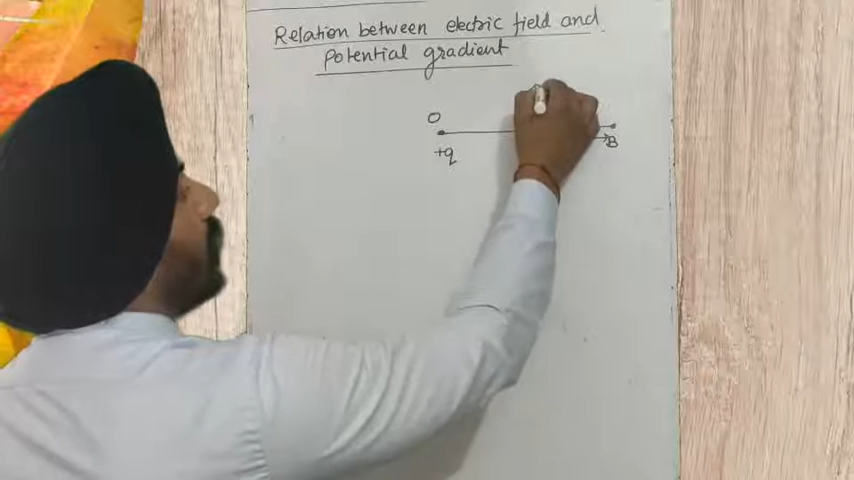 Relation between electric field and
Potential gradient
O
+q
B